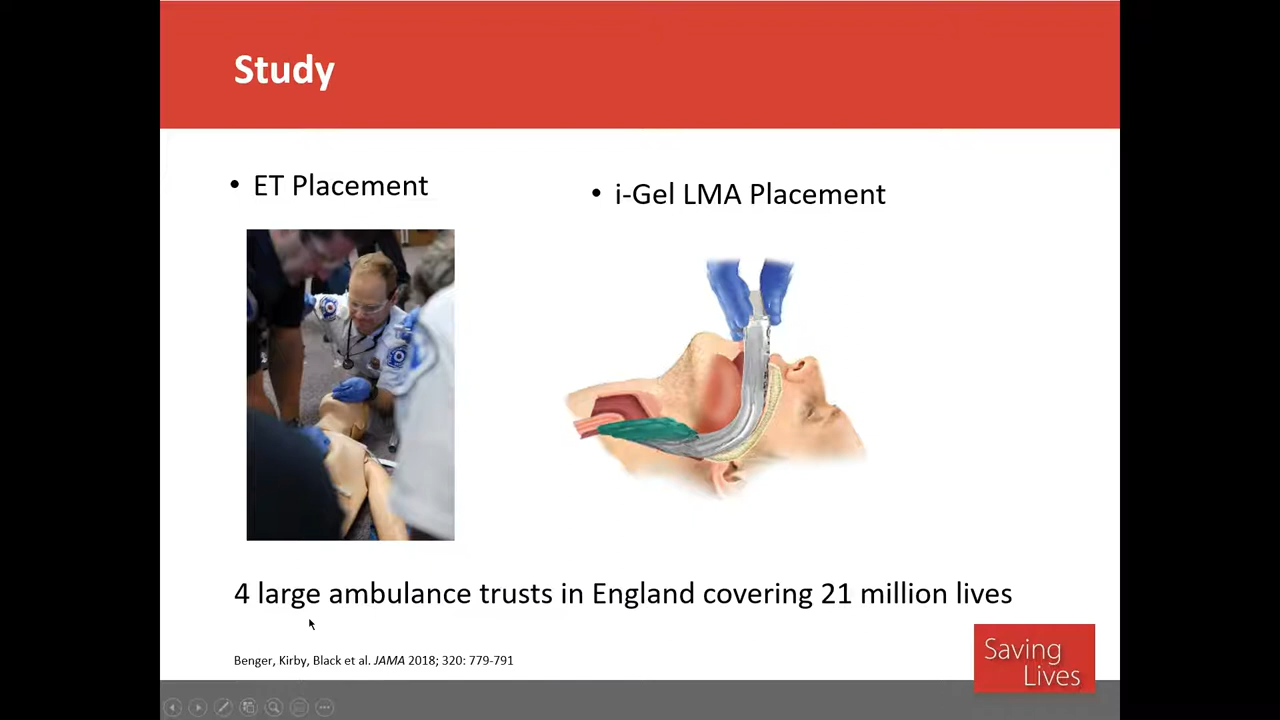 Study
• ET Placement
• i-Gel LMA Placement
4 large ambulance trusts in England covering 21 million lives
Benger, Kirby, Black et al. JAMA 2018; 320: 779-791
Saving
Lives